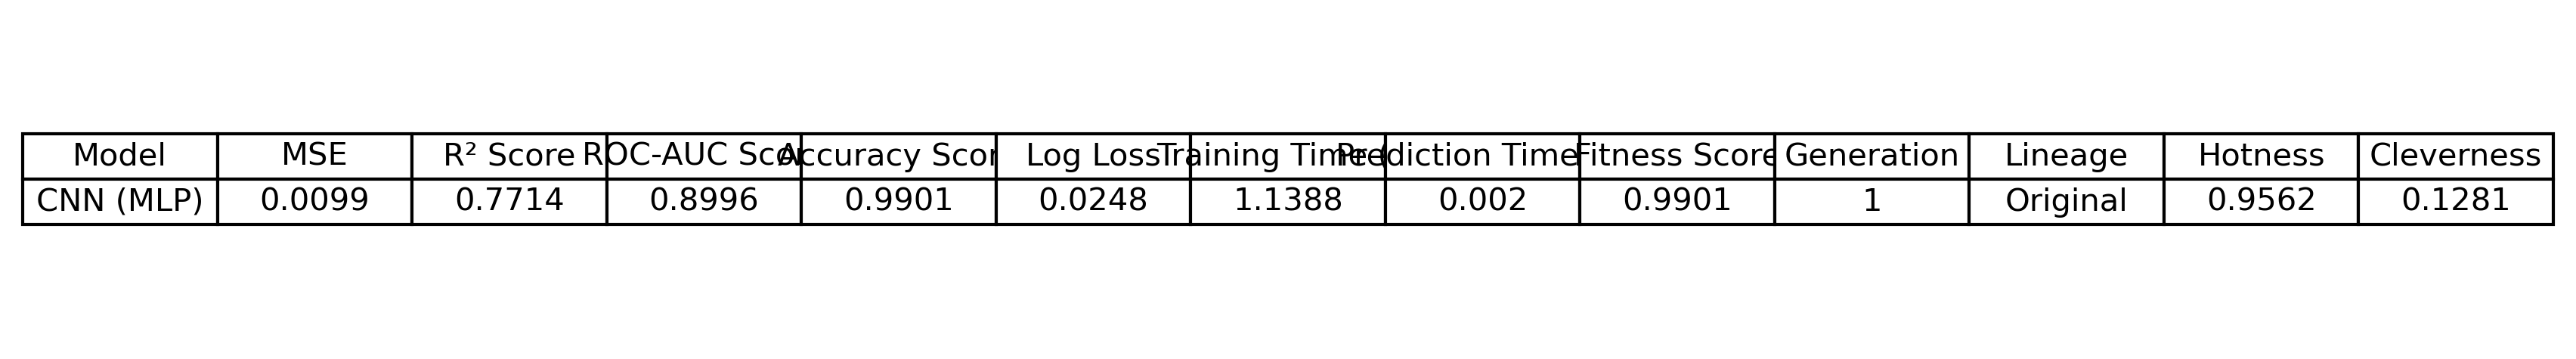 Model MSE R² Score ROC-AUC Scor Accuracy Scor Log Loss Training Time ( Prediction Time Fitness Score Generation Lineage Hotness Cleverness
CNN (MLP) 0.0099 0.7714 0.8996 0.9901 0.0248 1.1388 0.002 0.9901 1 Original 0.9562 0.1281